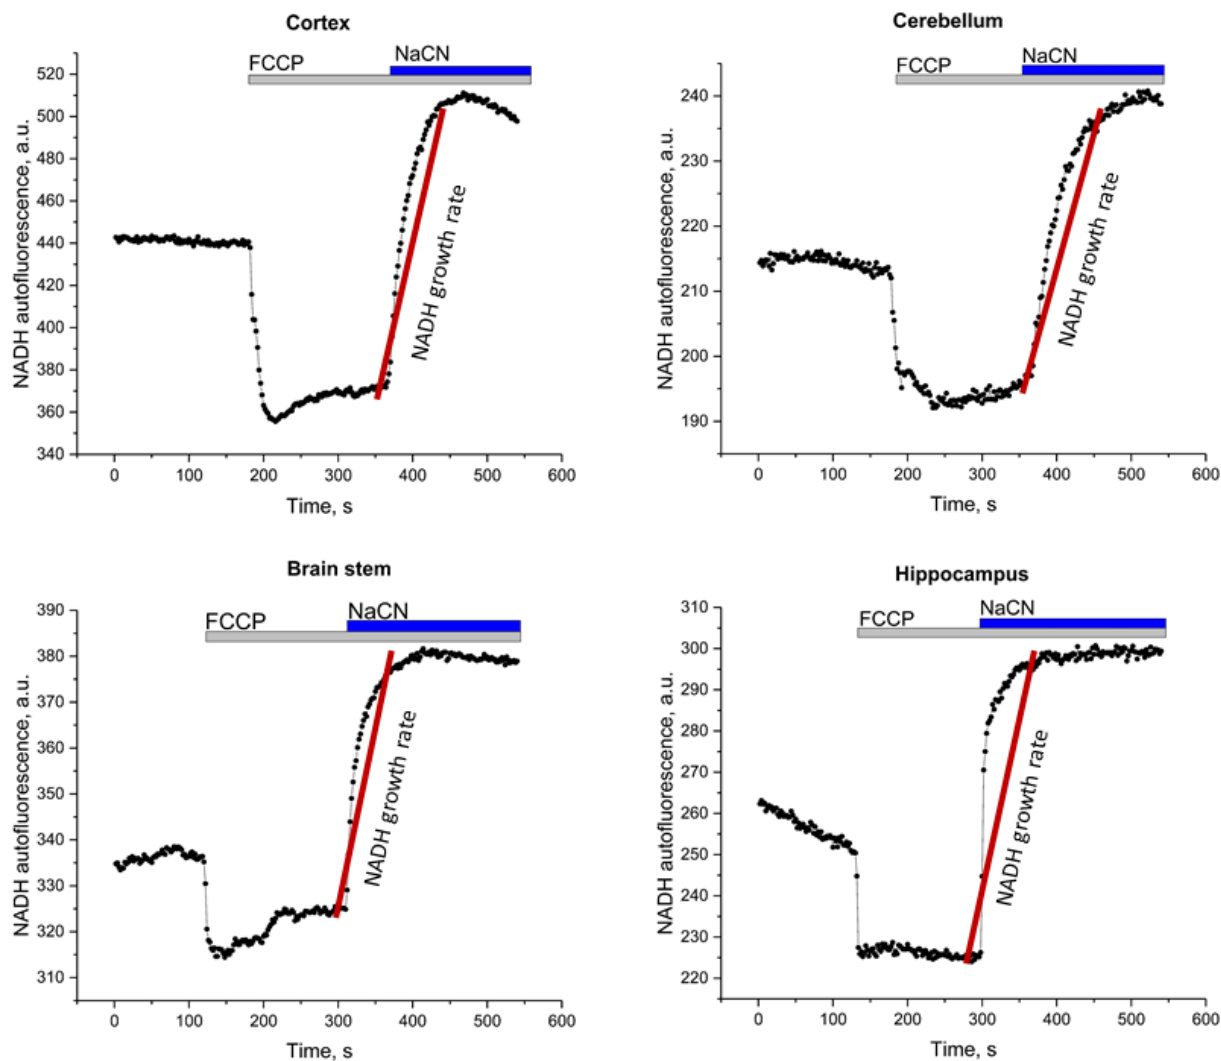 Cortex
FCCP
NaCN
520
500
480
460
440
420
400
380
360
340
0 100 200 300 400 500 600
NADH autofluorescence, a.u.
Time, s
NADH growth rate
Cerebellum
FCCP
NaCN
240
230
220
210
200
190
0 100 200 300 400 500 600
NADH autofluorescence, a.u.
Time, s
NADH growth rate
Brain stem
FCCP
NaCN
390
380
370
360
350
340
330
320
310
0 100 200 300 400 500 600
NADH autofluorescence, a.u.
Time, s
NADH growth rate
Hippocampus
FCCP
NaCN
310
300
290
280
270
260
250
240
230
220
0 100 200 300 400 500 600
NADH autofluorescence, a.u.
Time, s
NADH growth rate